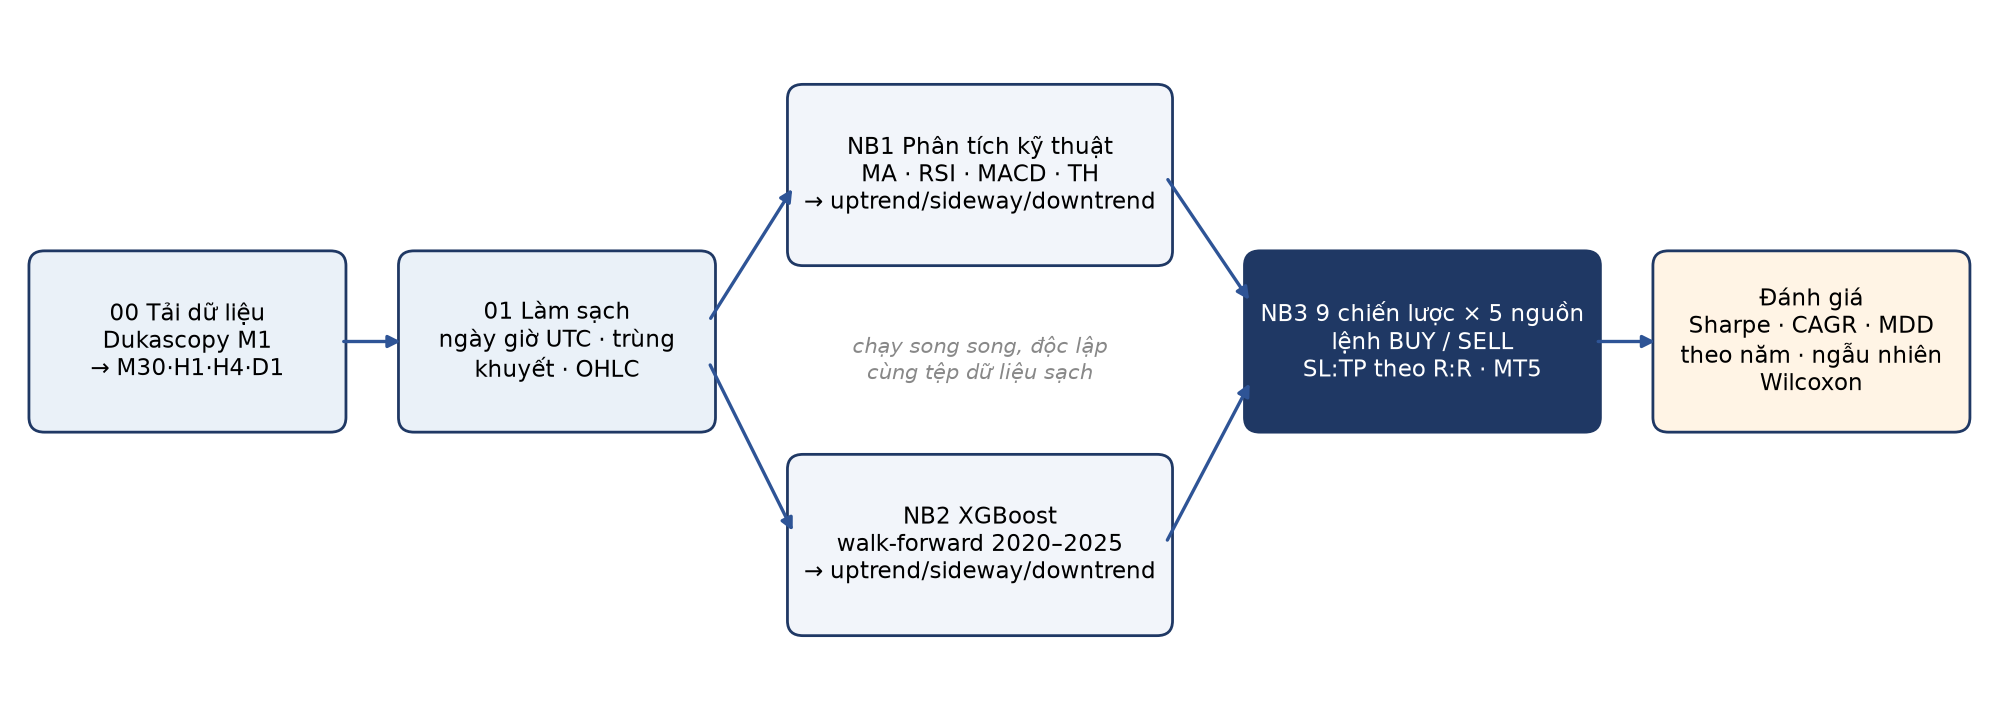 00 Tải dữ liệu
Dukascopy M1
→ M30·H1·H4·D1
01 Làm sạch
ngày giờ UTC · trùng
khuyết · OHLC
NB1 Phân tích kỹ thuật
MA · RSI · MACD · TH
→ uptrend/sideway/downtrend
chạy song song, độc lập
cùng tệp dữ liệu sạch
NB2 XGBoost
walk-forward 2020–2025
→ uptrend/sideway/downtrend
NB3 9 chiến lược × 5 nguồn
lệnh BUY / SELL
SL:TP theo R:R · MT5
Đánh giá
Sharpe · CAGR · MDD
theo năm · ngẫu nhiên
Wilcoxon